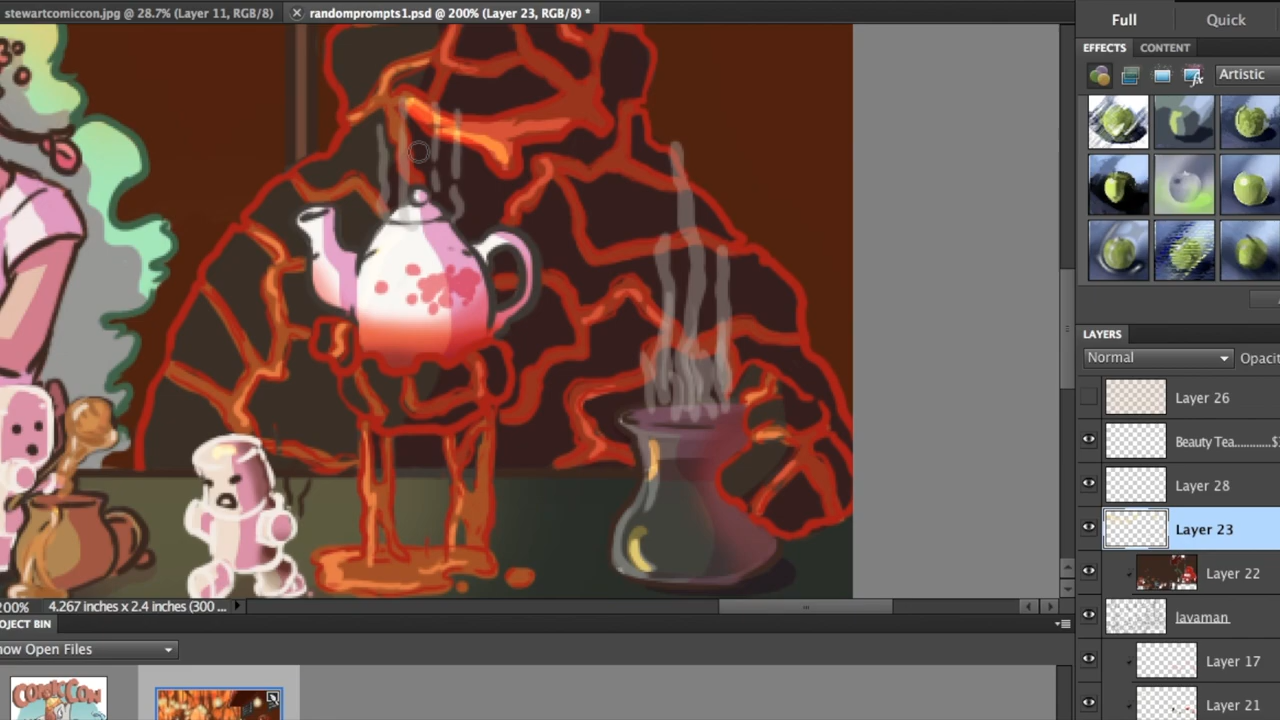 stewartcomiccon.jpg @ 28.7% (Layer 11, RGB/8)
randomprompts1.psd @ 200% (Layer 23, RGB/8) *
Full
Quick
EFFECTS
CONTENT
Artistic
LAYERS
Normal
Opacit
Layer 26
Beauty Tea............$
Layer 28
Layer 23
Layer 22
lavaman
Layer 17
Layer 21
200%
4.267 inches x 2.4 inches (300 ...
OJECT BIN
how Open Files
COMIC CON